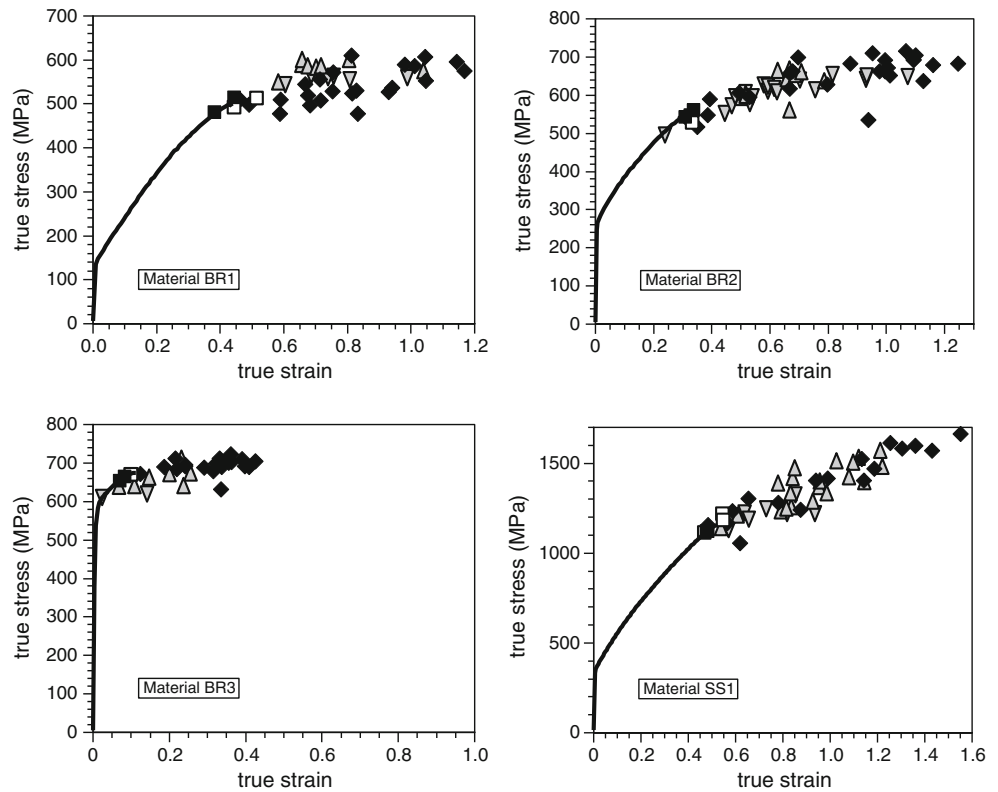 700
600
500
400
300
200
100
0
true stress (MPa)
Material BR1
0.0 0.2 0.4 0.6 0.8 1.0 1.2
true strain
800
700
600
500
400
300
200
100
0
true stress (MPa)
Material BR2
0 0.2 0.4 0.6 0.8 1.0 1.2
true strain
800
700
600
500
400
300
200
100
0
true stress (MPa)
Material BR3
0 0.2 0.4 0.6 0.8 1.0
true strain
1500
1000
500
0
true stress (MPa)
Material SS1
0 0.2 0.4 0.6 0.8 1.0 1.2 1.4 1.6
true strain